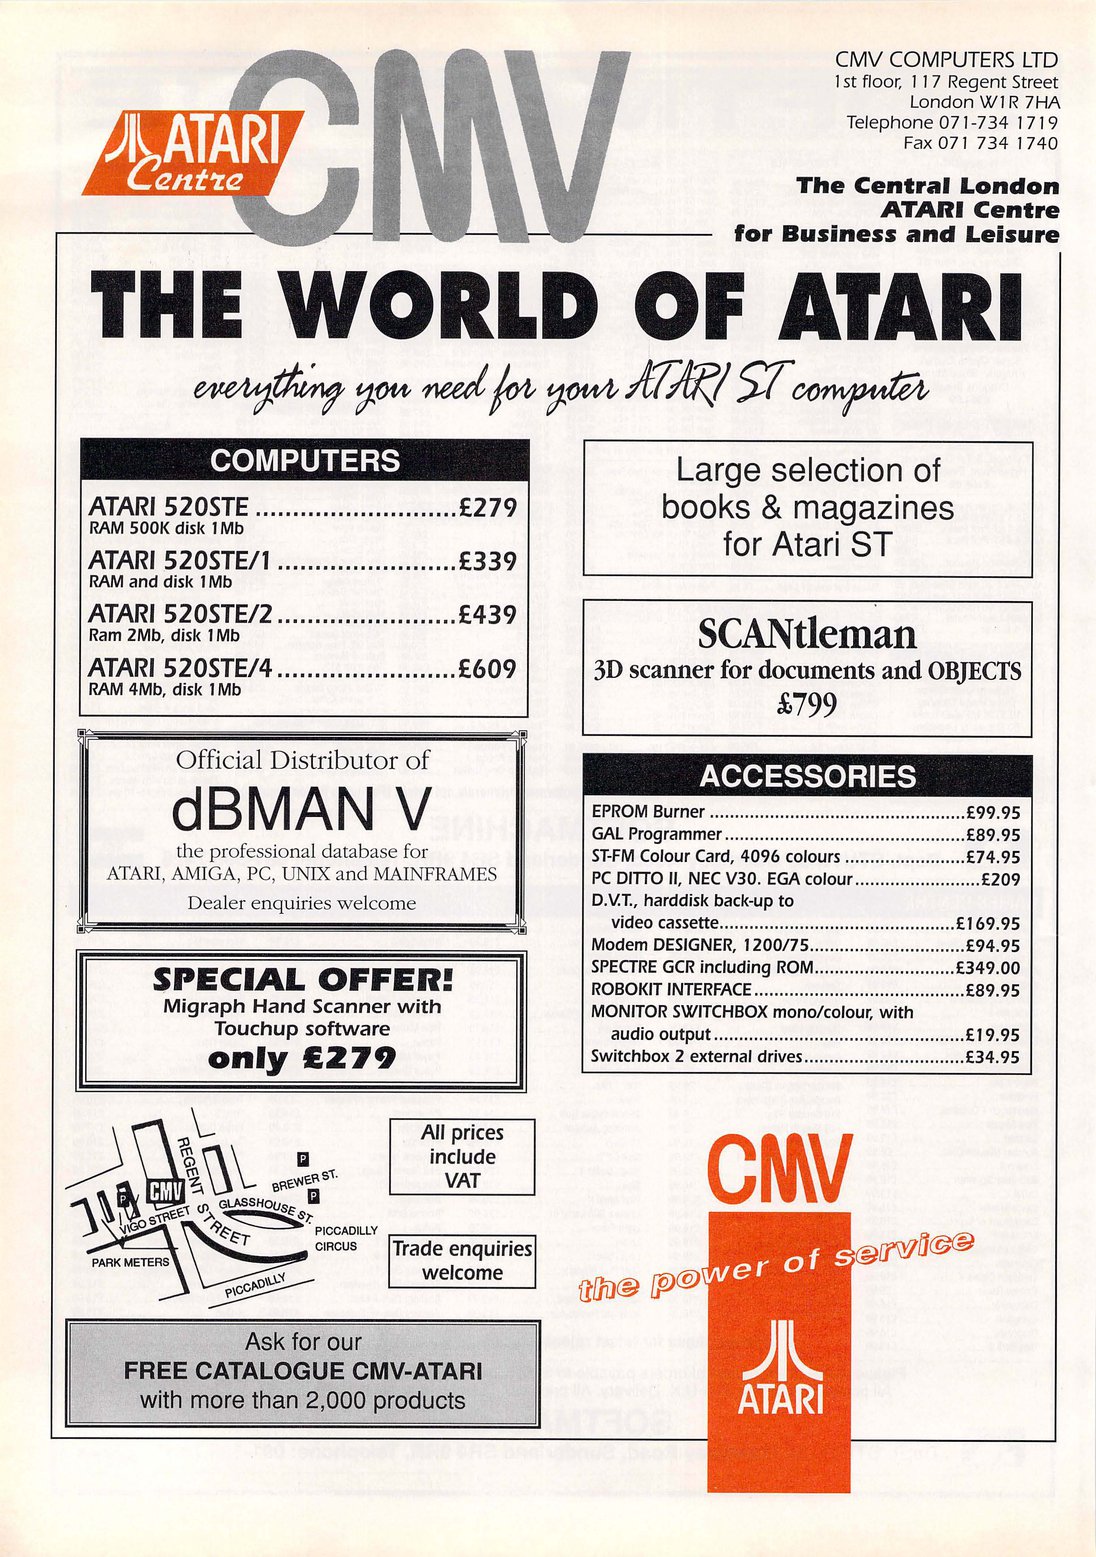 CMV
ATARI
Centre
CMV COMPUTERS LTD
1st floor, 117 Regent Street
London W1R 7HA
Telephone 071-734 1719
Fax 071 734 1740
The Central London
ATARI Centre
for Business and Leisure
THE WORLD OF ATARI
everything you need for your ATARI ST computer
COMPUTERS
ATARI 520STE ..........................£279
RAM 500K disk 1Mb
ATARI 520STE/1 .......................£339
RAM and disk 1Mb
ATARI 520STE/2 .......................£439
Ram 2Mb, disk 1Mb
ATARI 520STE/4 .......................£609
RAM 4Mb, disk 1Mb
Official Distributor of
dBMAN V
the professional database for
ATARI, AMIGA, PC, UNIX and MAINFRAMES
Dealer enquiries welcome
SPECIAL OFFER!
Migraph Hand Scanner with
Touchup software
only £279
Large selection of
books & magazines
for Atari ST
SCANtleman
3D scanner for documents and OBJECTS
£799
ACCESSORIES
EPROM Burner ................................................£99.95
GAL Programmer .............................................£89.95
ST-FM Colour Card, 4096 colours .......................£74.95
PC DITTO II, NEC V30. EGA colour........................£209
D.V.T., harddisk back-up to
video cassette..............................................£169.95
Modem DESIGNER, 1200/75..............................£94.95
SPECTRE GCR including ROM...........................£349.00
ROBOKIT INTERFACE........................................£89.95
MONITOR SWITCHBOX mono/colour, with
audio output ................................................£19.95
Switchbox 2 external drives...............................£34.95
REGENT STREET
CMV
P
P
P
BREWER ST.
GLASSHOUSE ST.
VIGO STREET
PICCADILLY
CIRCUS
PARK METERS
PICCADILLY
All prices
include
VAT
Trade enquiries
welcome
Ask for our
FREE CATALOGUE CMV-ATARI
with more than 2,000 products
CMV
the power of service
ATARI